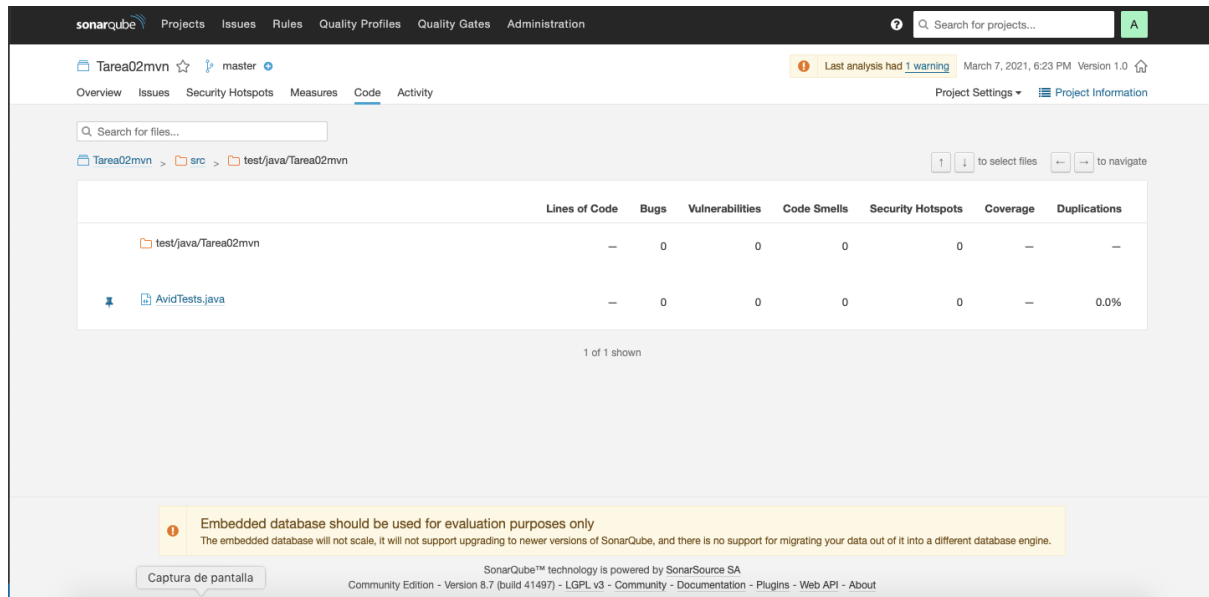 sonarqube Projects Issues Rules Quality Profiles Quality Gates Administration ? Search for projects... A
Tarea02mvn master Last analysis had 1 warning March 7, 2021, 6:23 PM Version 1.0
Overview Issues Security Hotspots Measures Code Activity Project Settings Project Information
Search for files...
Tarea02mvn > src > test/java/Tarea02mvn ↑ ↓ to select files ← → to navigate
Lines of Code Bugs Vulnerabilities Code Smells Security Hotspots Coverage Duplications
test/java/Tarea02mvn — 0 0 0 0 — —
AvidTests.java — 0 0 0 0 — 0.0%
1 of 1 shown
Embedded database should be used for evaluation purposes only
The embedded database will not scale, it will not support upgrading to newer versions of SonarQube, and there is no support for migrating your data out of it into a different database engine.
SonarQube™ technology is powered by SonarSource SA
Community Edition - Version 8.7 (build 41497) - LGPL v3 - Community - Documentation - Plugins - Web API - About
Captura de pantalla